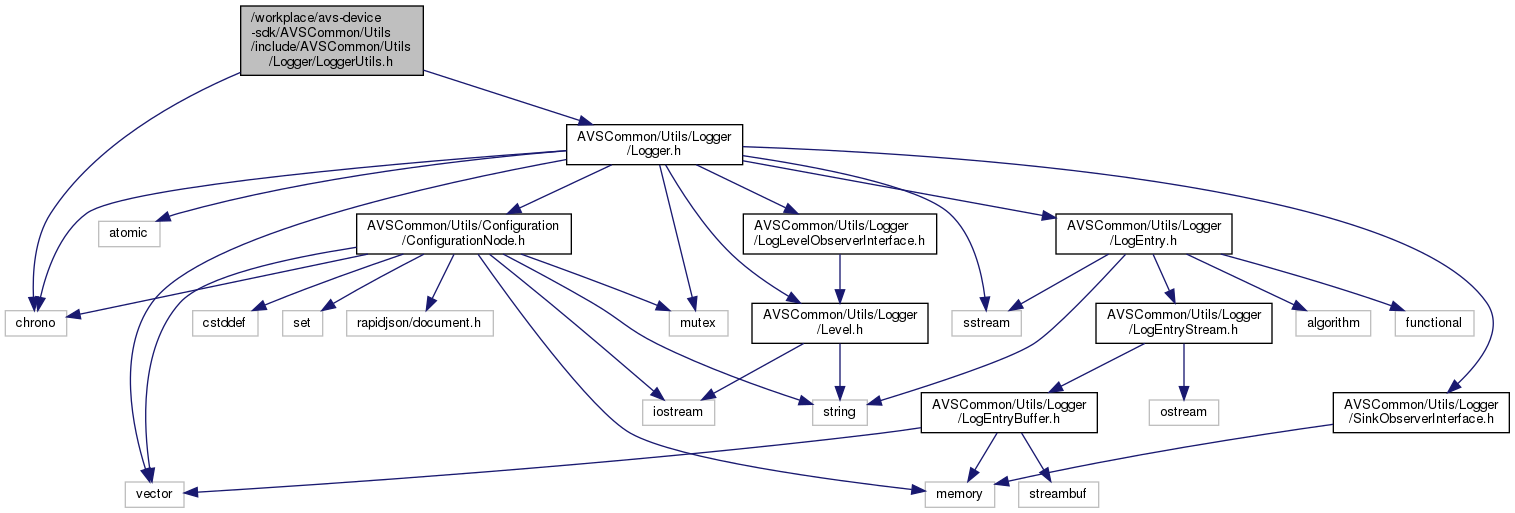 /workplace/avs-device
-sdk/AVSCommon/Utils
/include/AVSCommon/Utils
/Logger/LoggerUtils.h
AVSCommon/Utils/Logger
/Logger.h
atomic
AVSCommon/Utils/Configuration
/ConfigurationNode.h
AVSCommon/Utils/Logger
/LogLevelObserverInterface.h
AVSCommon/Utils/Logger
/LogEntry.h
chrono
cstddef
set
rapidjson/document.h
mutex
AVSCommon/Utils/Logger
/Level.h
sstream
AVSCommon/Utils/Logger
/LogEntryStream.h
algorithm
functional
iostream
string
AVSCommon/Utils/Logger
/LogEntryBuffer.h
ostream
AVSCommon/Utils/Logger
/SinkObserverInterface.h
vector
memory
streambuf